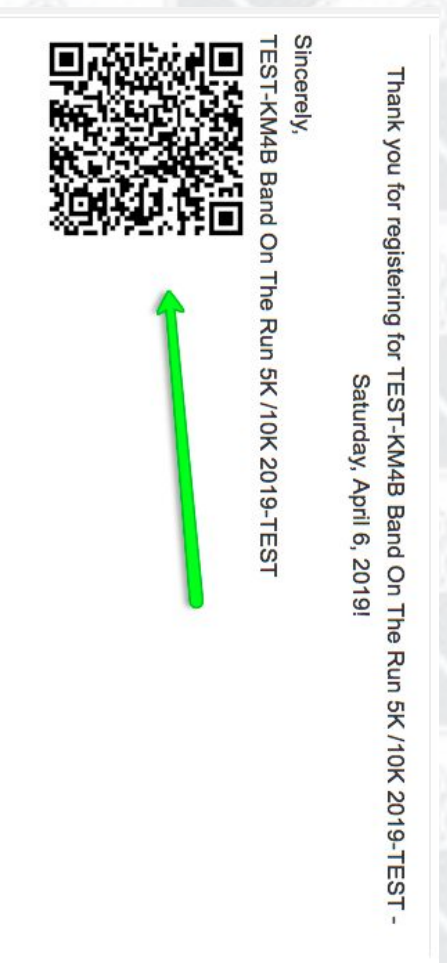 Thank you for registering for TEST-KM4B Band On The Run 5K /10K 2019-TEST -
Saturday, April 6, 2019!
Sincerely,
TEST-KM4B Band On The Run 5K /10K 2019-TEST